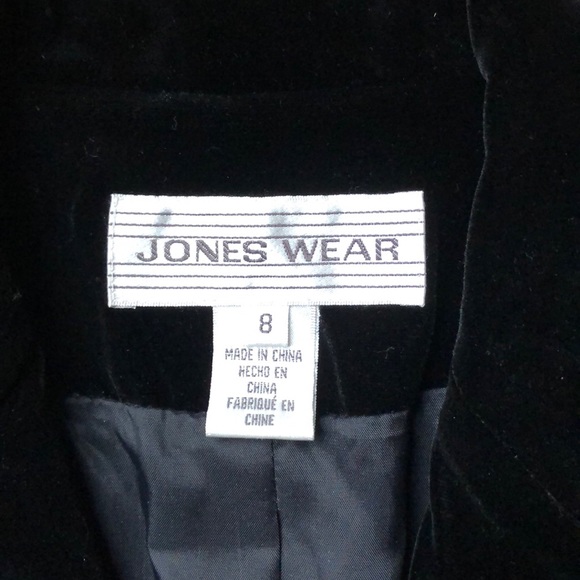 JONES WEAR
8
MADE IN CHINA
HECHO EN
CHINA
FABRIQUÉ EN
CHINE